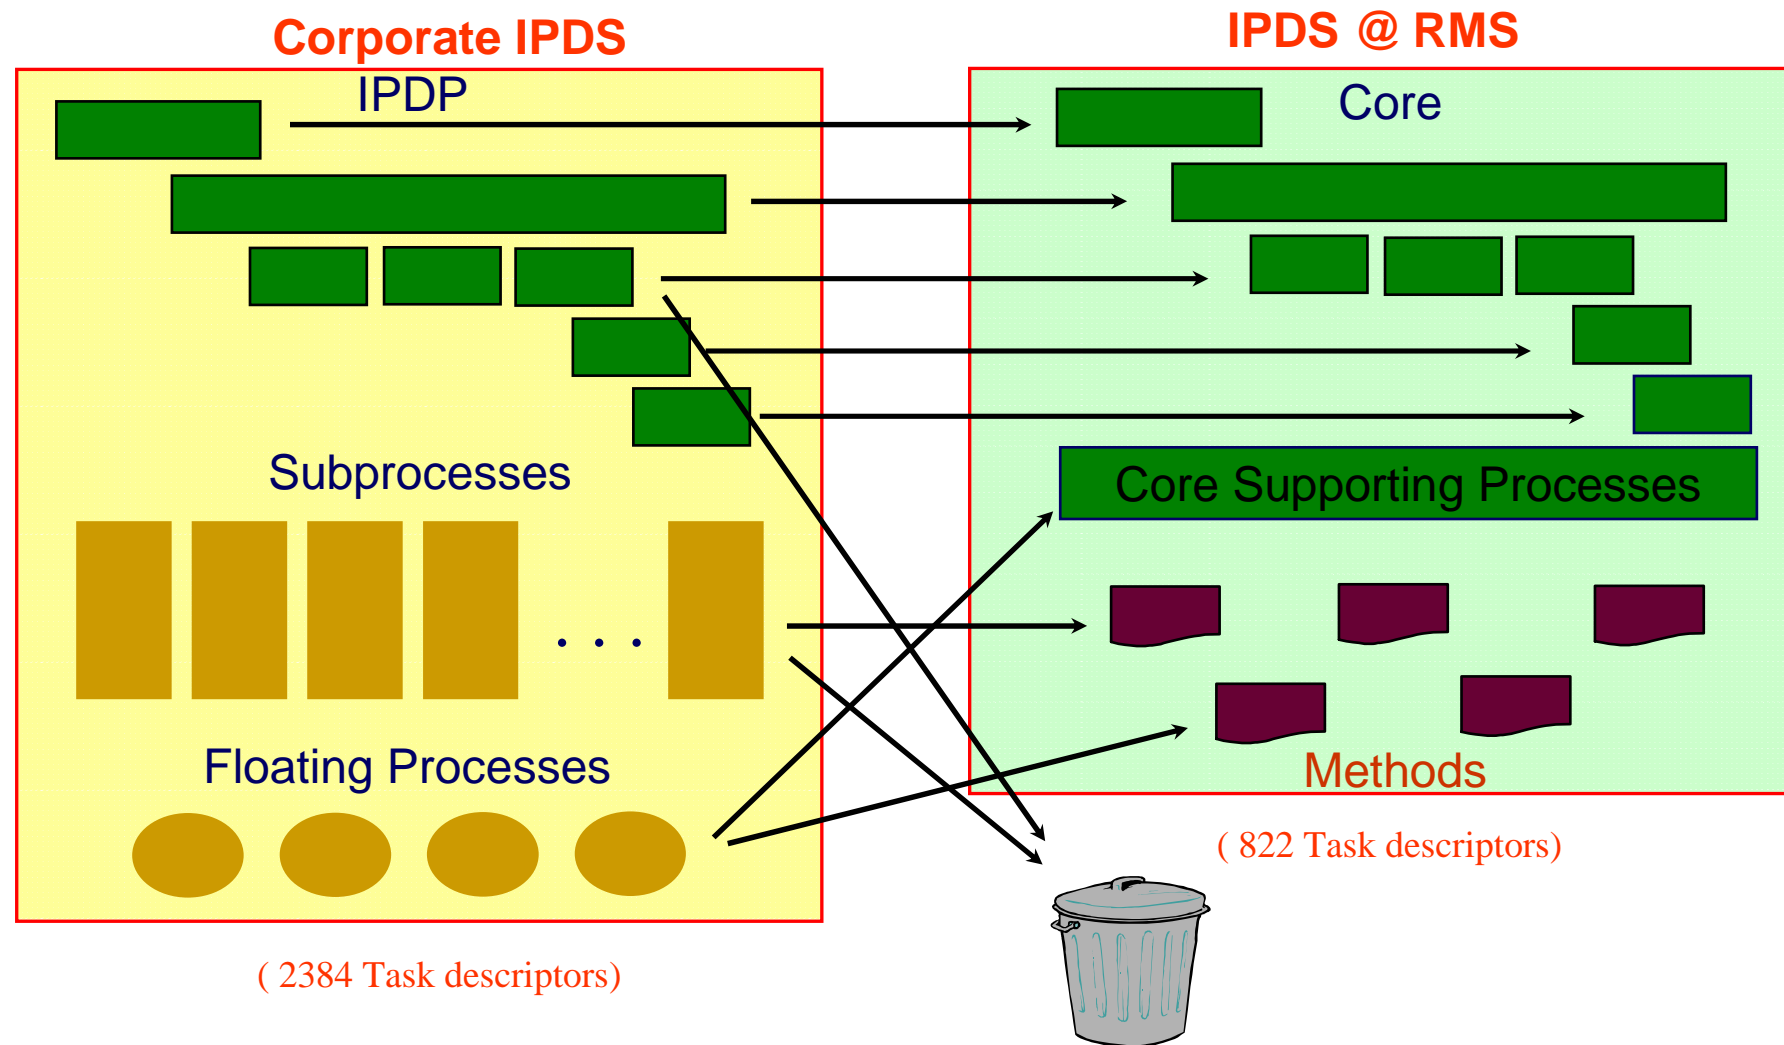 Corporate IPDS
IPDP
Subprocesses
. . .
Floating Processes
( 2384 Task descriptors)
IPDS @ RMS
Core
Core Supporting Processes
Methods
( 822 Task descriptors)